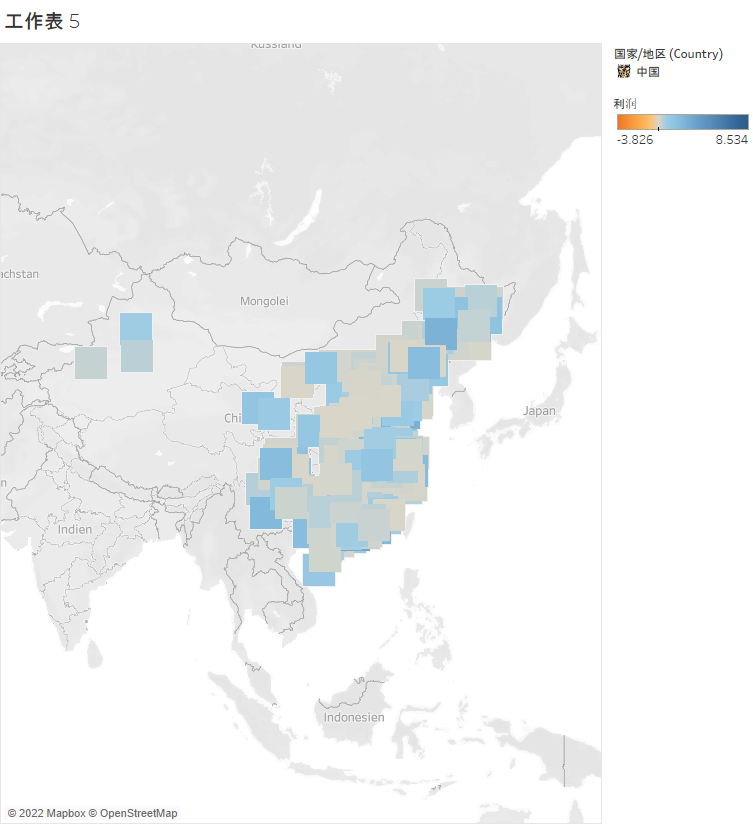 工作表 5
Russland
国家/地区 (Country)
中国
利润
-3.826 8.534
achstan
Mongolei
Japan
Chi
n
Indien
Indonesien
© 2022 Mapbox © OpenStreetMap